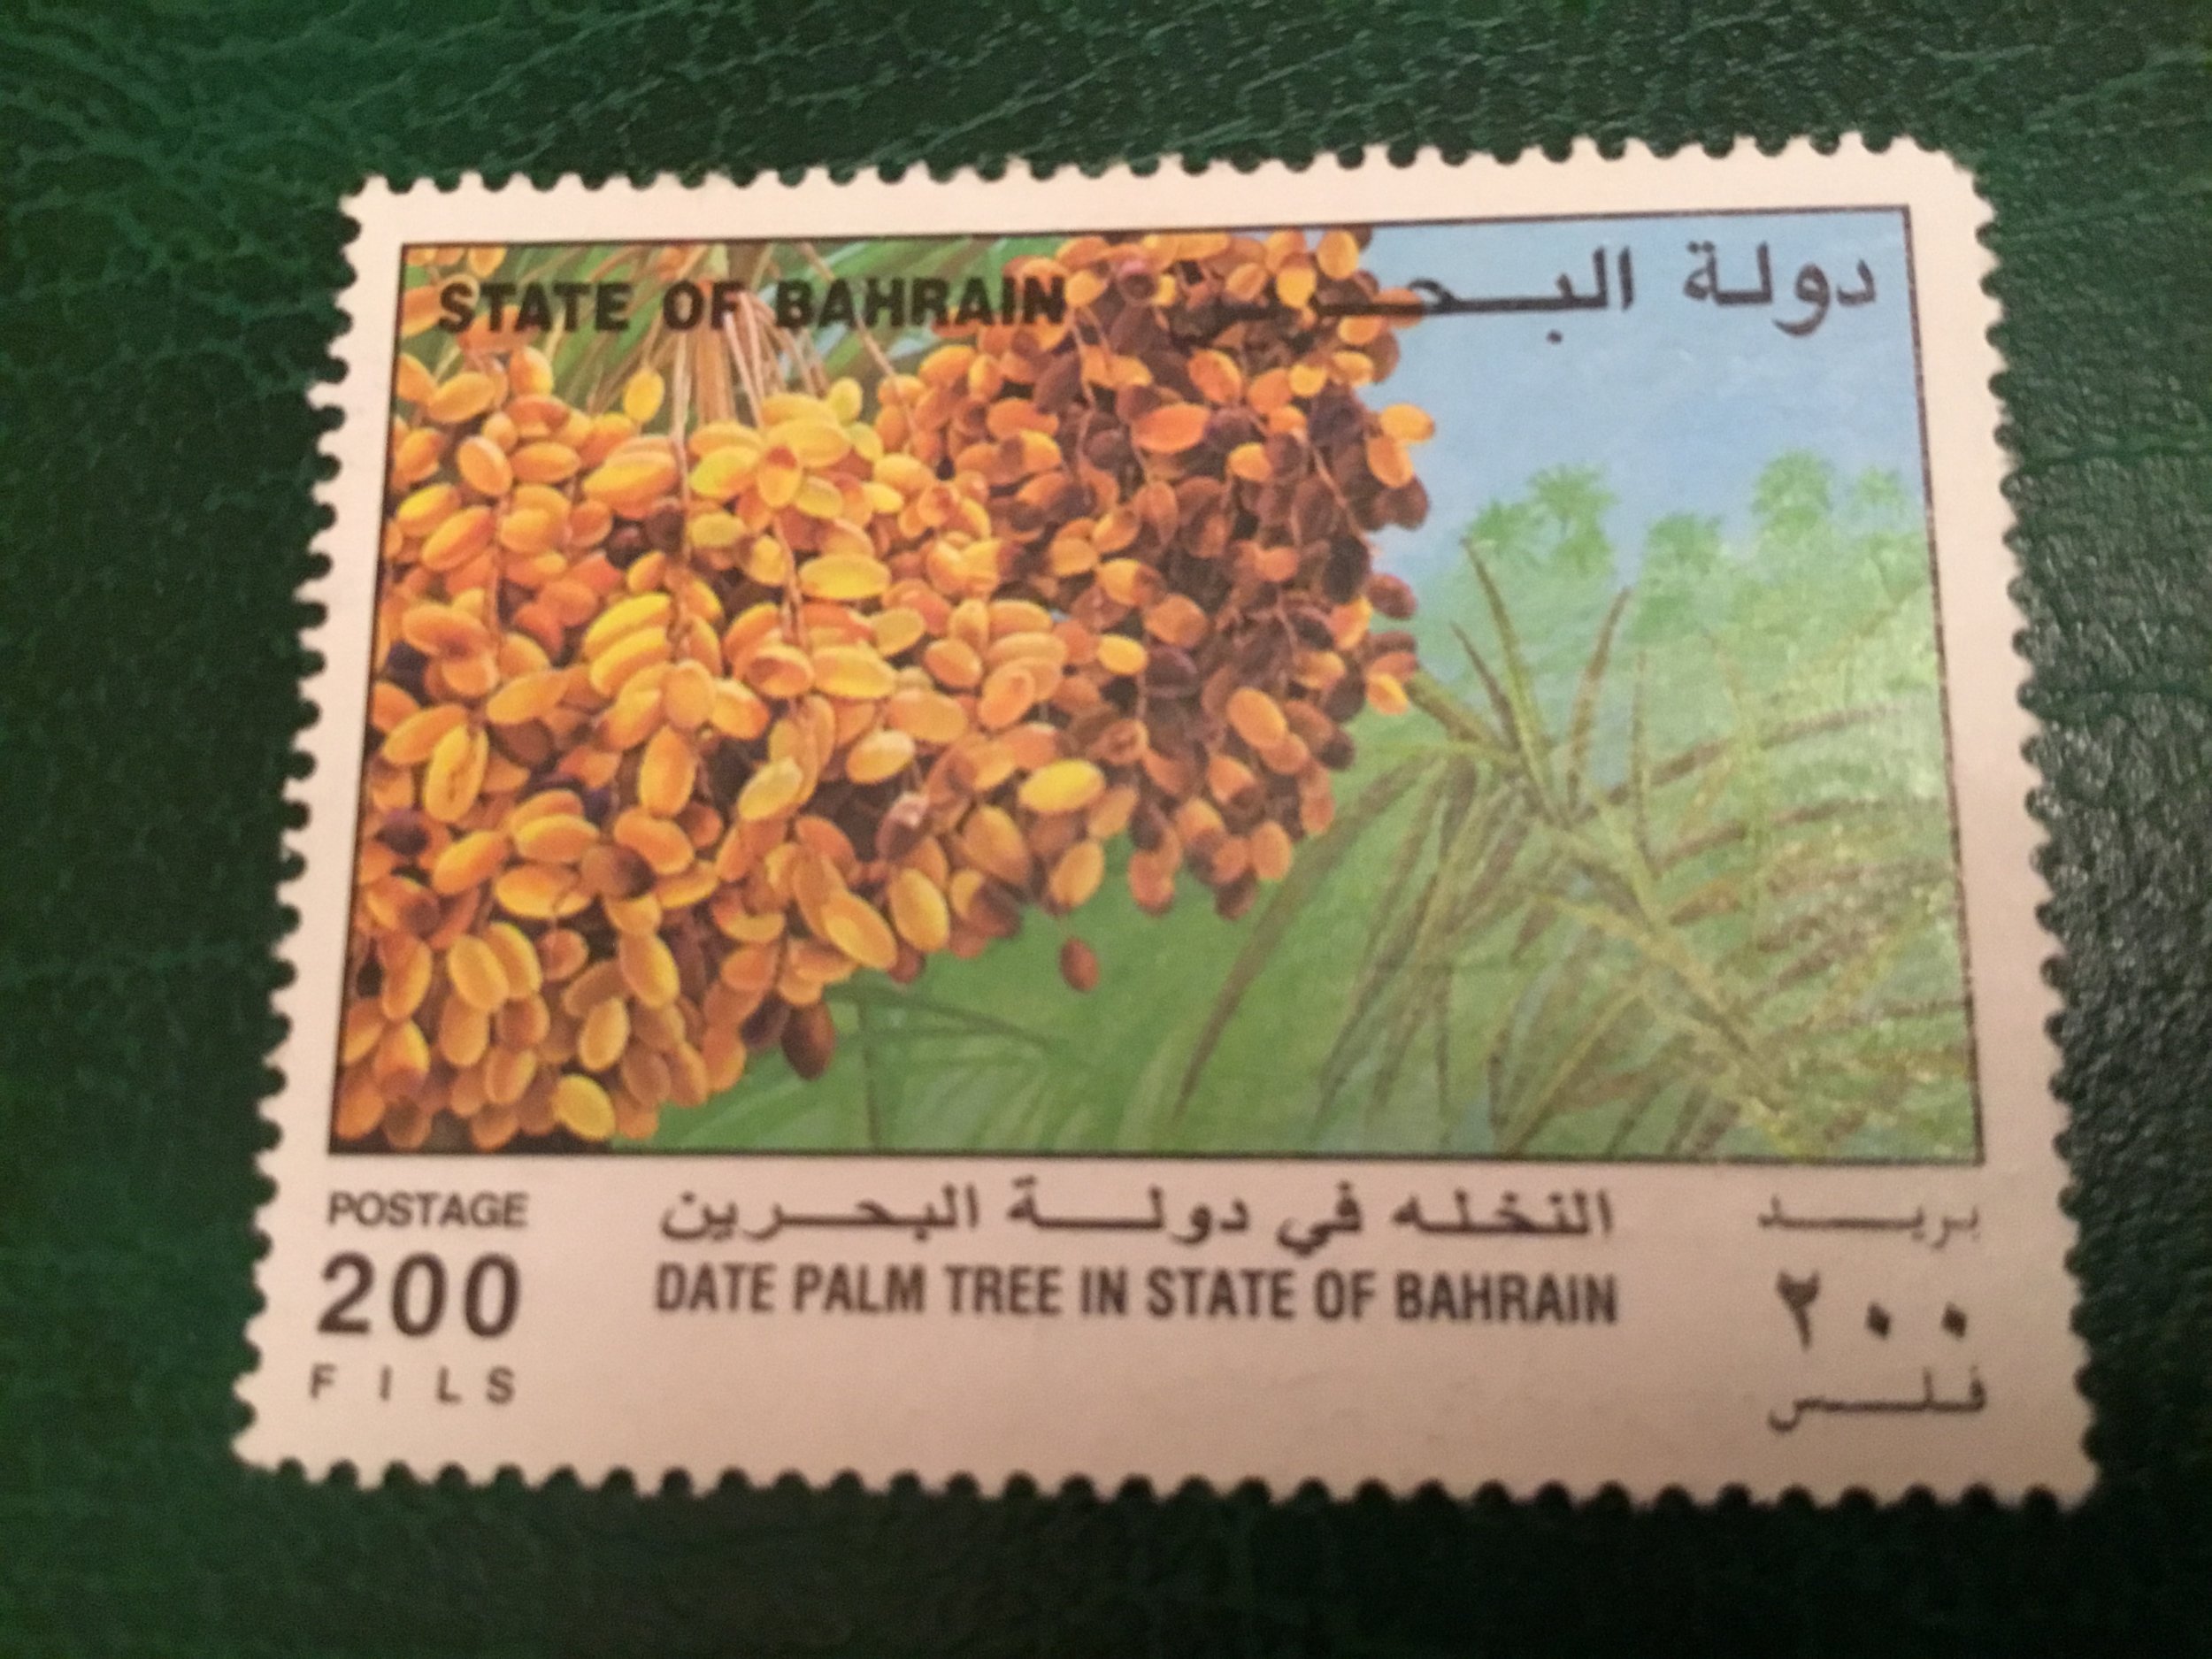 STATE OF BAHRAIN
دولة البحرين
POSTAGE
200
FILS
النخله في دولة البحرين
DATE PALM TREE IN STATE OF BAHRAIN
بريد
٢٠٠
فلس